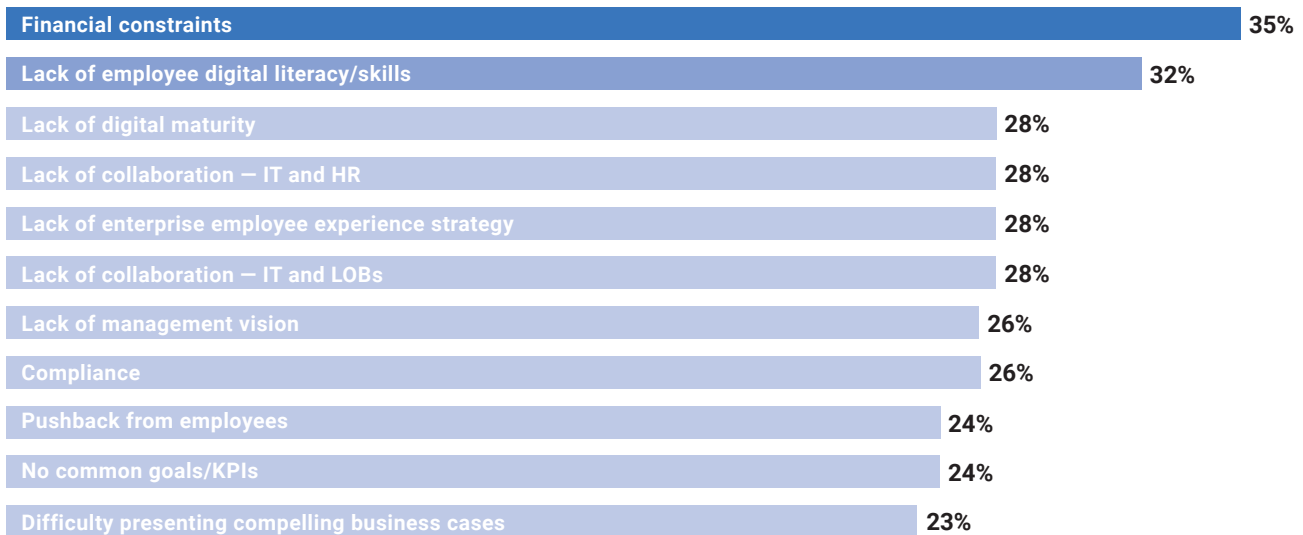 Financial constraints 35%
Lack of employee digital literacy/skills 32%
Lack of digital maturity 28%
Lack of collaboration — IT and HR 28%
Lack of enterprise employee experience strategy 28%
Lack of collaboration — IT and LOBs 28%
Lack of management vision 26%
Compliance 26%
Pushback from employees 24%
No common goals/KPIs 24%
Difficulty presenting compelling business cases 23%